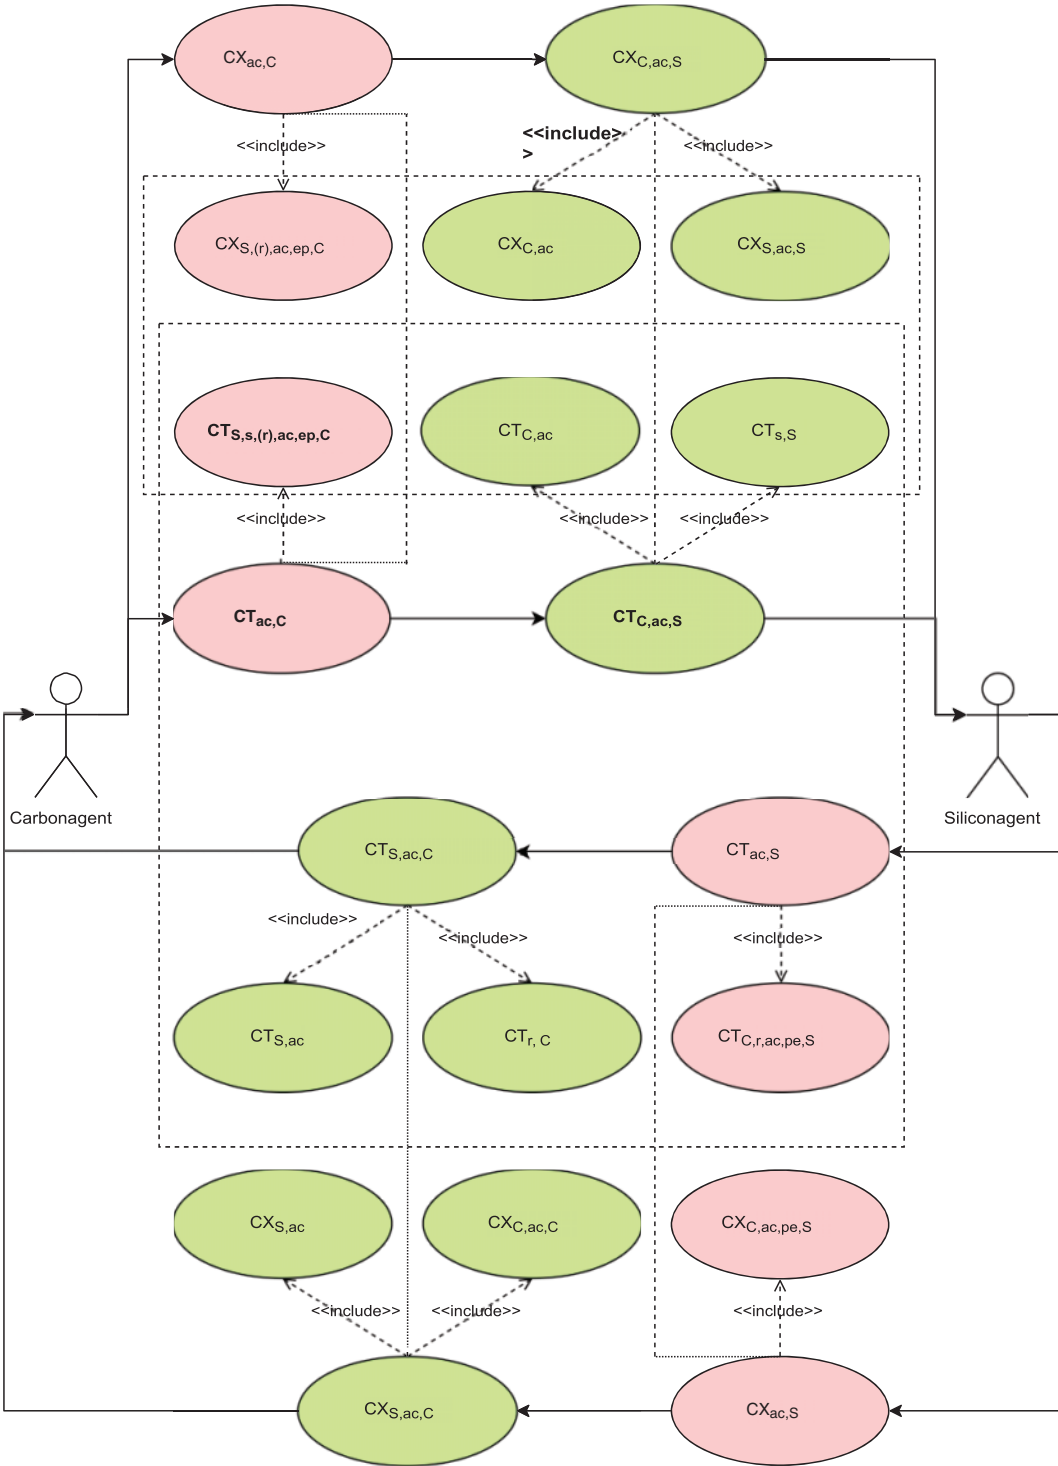 CXac,C
CXC,ac,S
<<include>>
<<include>
>
<<include>>
CXS,(r),ac,ep,C
CXC,ac
CXS,ac,S
CTS,s,(r),ac,ep,C
CTC,ac
CTs,S
<<include>>
<<include>>
<<include>>
CTac,C
CTC,ac,S
Carbonagent
Siliconagent
CTS,ac,C
CTac,S
<<include>>
<<include>>
<<include>>
CTS,ac
CTr, C
CTC,r,ac,pe,S
CXS,ac
CXC,ac,C
CXC,ac,pe,S
<<include>>
<<include>>
<<include>>
CXS,ac,C
CXac,S